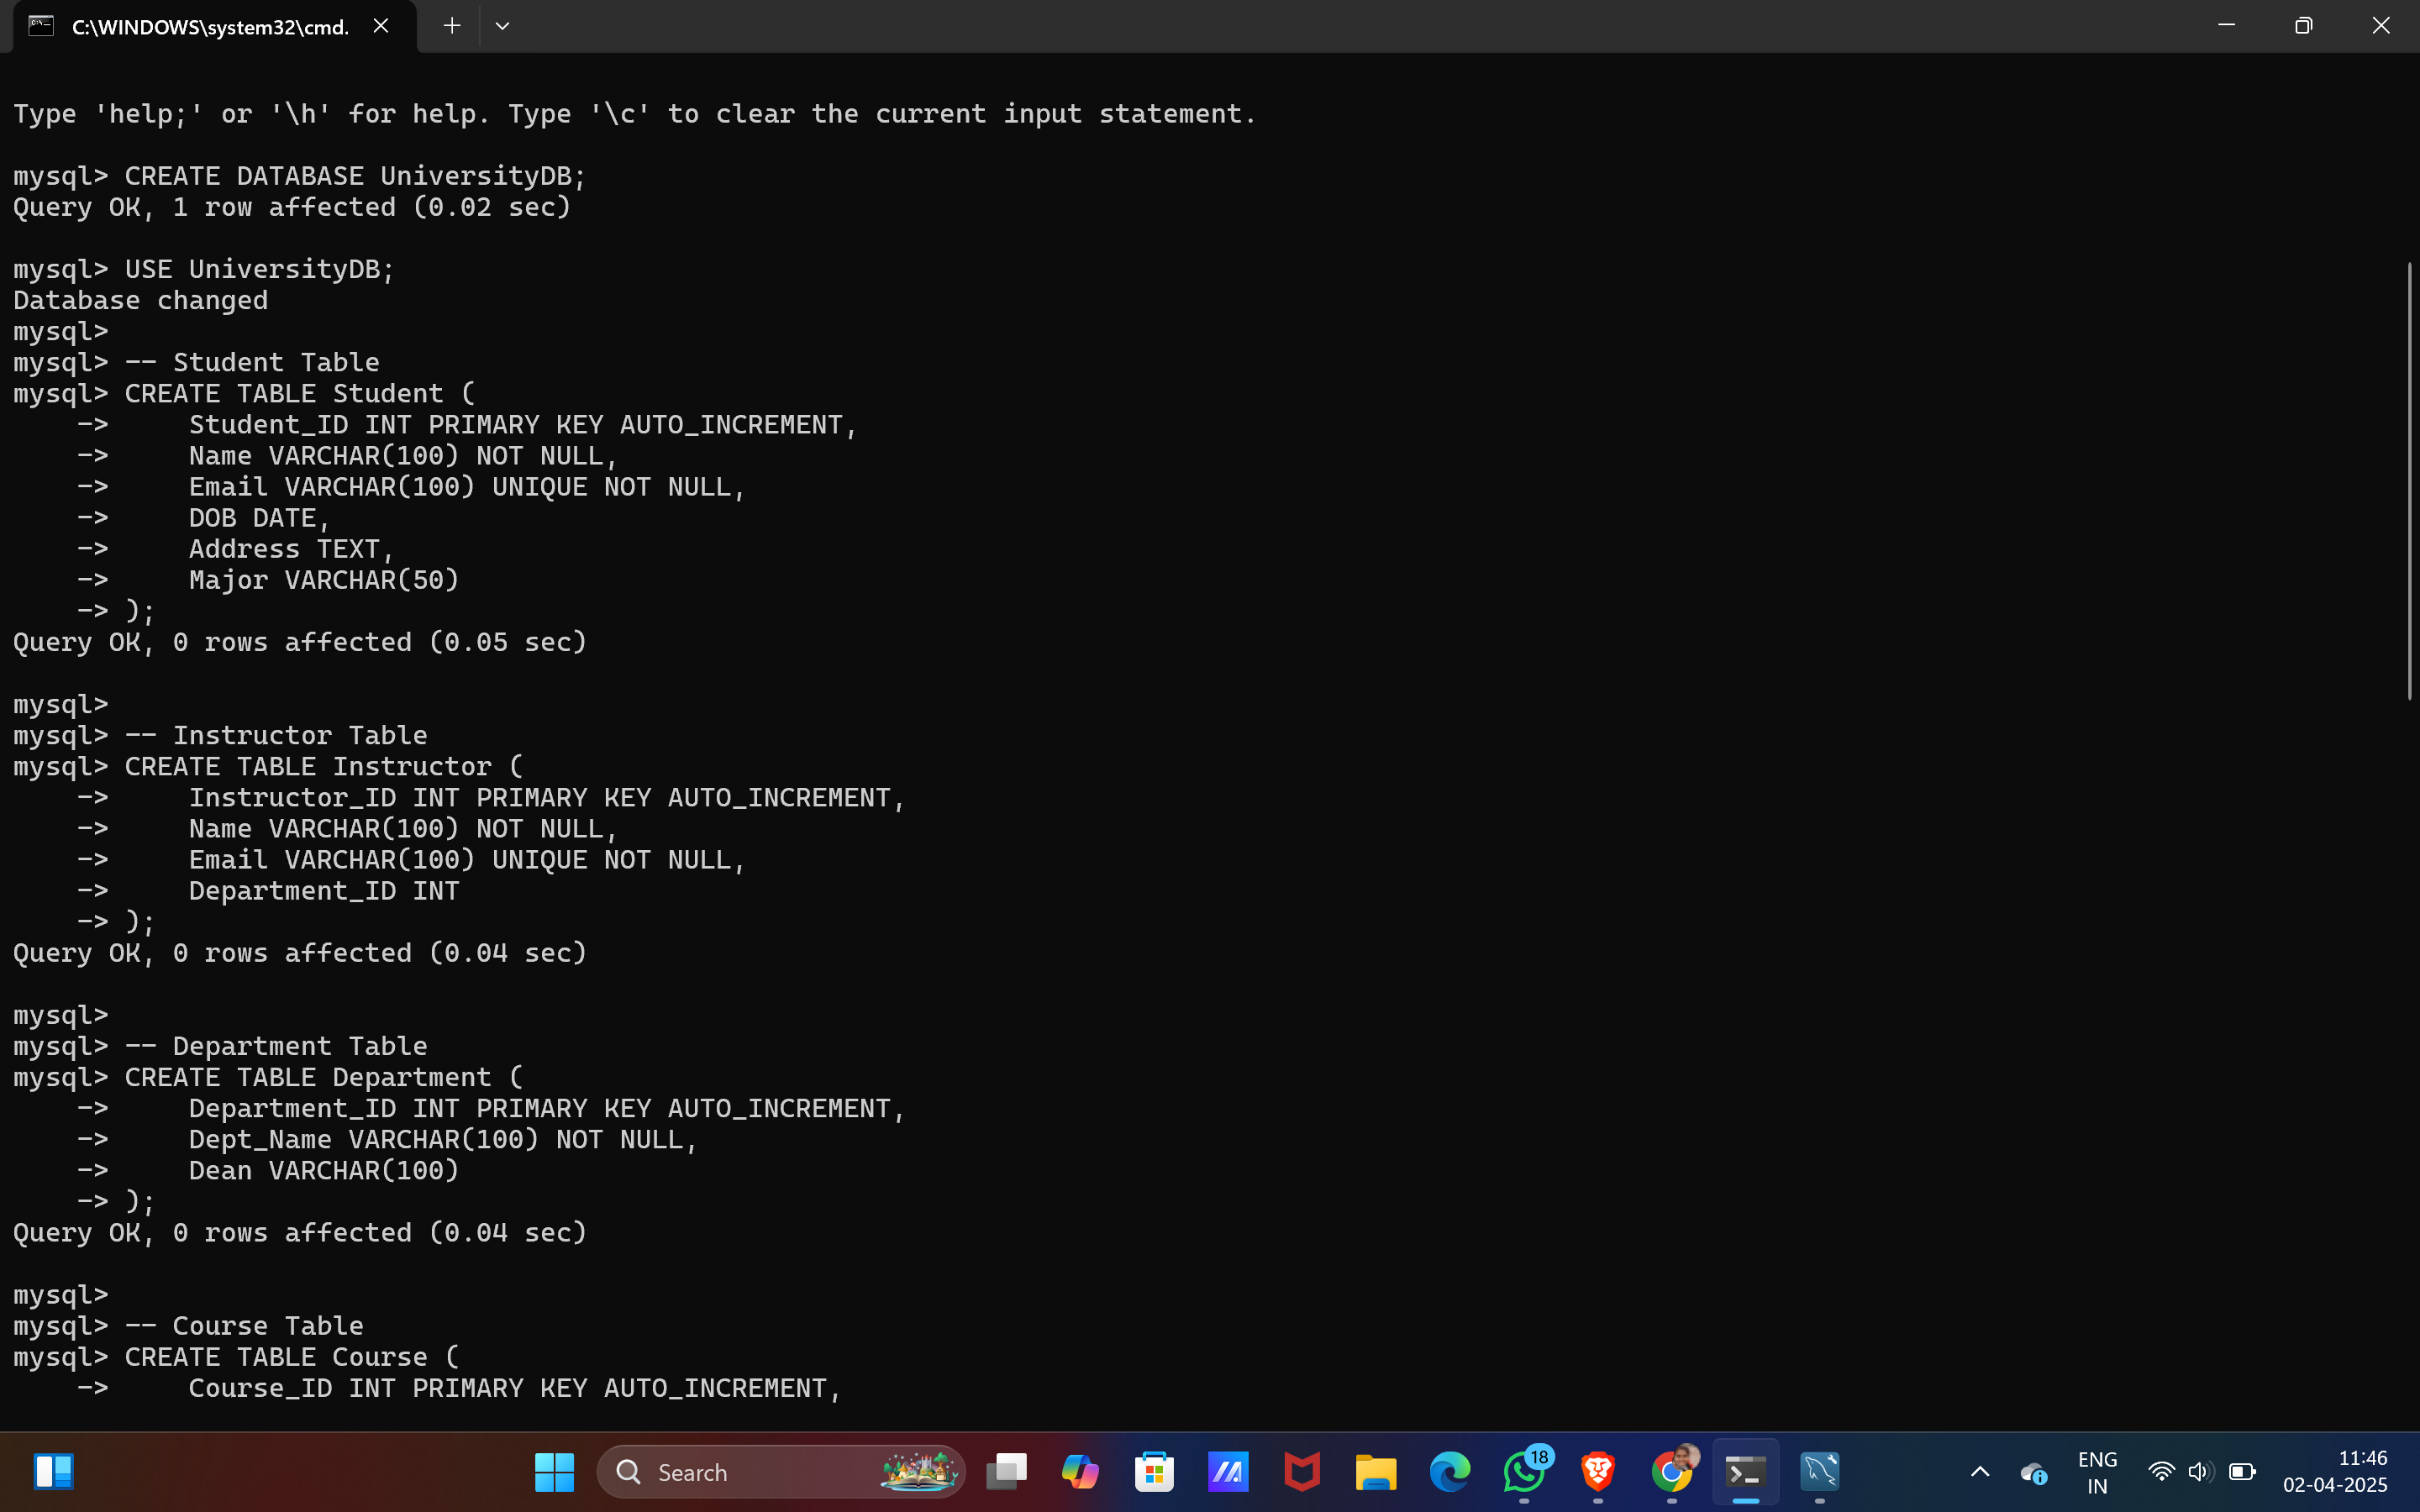 C:\WINDOWS\system32\cmd.
Type 'help;' or '\h' for help. Type '\c' to clear the current input statement.
mysql> CREATE DATABASE UniversityDB;
Query OK, 1 row affected (0.02 sec)
mysql> USE UniversityDB;
Database changed
mysql>
mysql> -- Student Table
mysql> CREATE TABLE Student (
    ->     Student_ID INT PRIMARY KEY AUTO_INCREMENT,
    ->     Name VARCHAR(100) NOT NULL,
    ->     Email VARCHAR(100) UNIQUE NOT NULL,
    ->     DOB DATE,
    ->     Address TEXT,
    ->     Major VARCHAR(50)
    -> );
Query OK, 0 rows affected (0.05 sec)
mysql>
mysql> -- Instructor Table
mysql> CREATE TABLE Instructor (
    ->     Instructor_ID INT PRIMARY KEY AUTO_INCREMENT,
    ->     Name VARCHAR(100) NOT NULL,
    ->     Email VARCHAR(100) UNIQUE NOT NULL,
    ->     Department_ID INT
    -> );
Query OK, 0 rows affected (0.04 sec)
mysql>
mysql> -- Department Table
mysql> CREATE TABLE Department (
    ->     Department_ID INT PRIMARY KEY AUTO_INCREMENT,
    ->     Dept_Name VARCHAR(100) NOT NULL,
    ->     Dean VARCHAR(100)
    -> );
Query OK, 0 rows affected (0.04 sec)
mysql>
mysql> -- Course Table
mysql> CREATE TABLE Course (
    ->     Course_ID INT PRIMARY KEY AUTO_INCREMENT,
Search
18
ENG
IN
11:46
02-04-2025